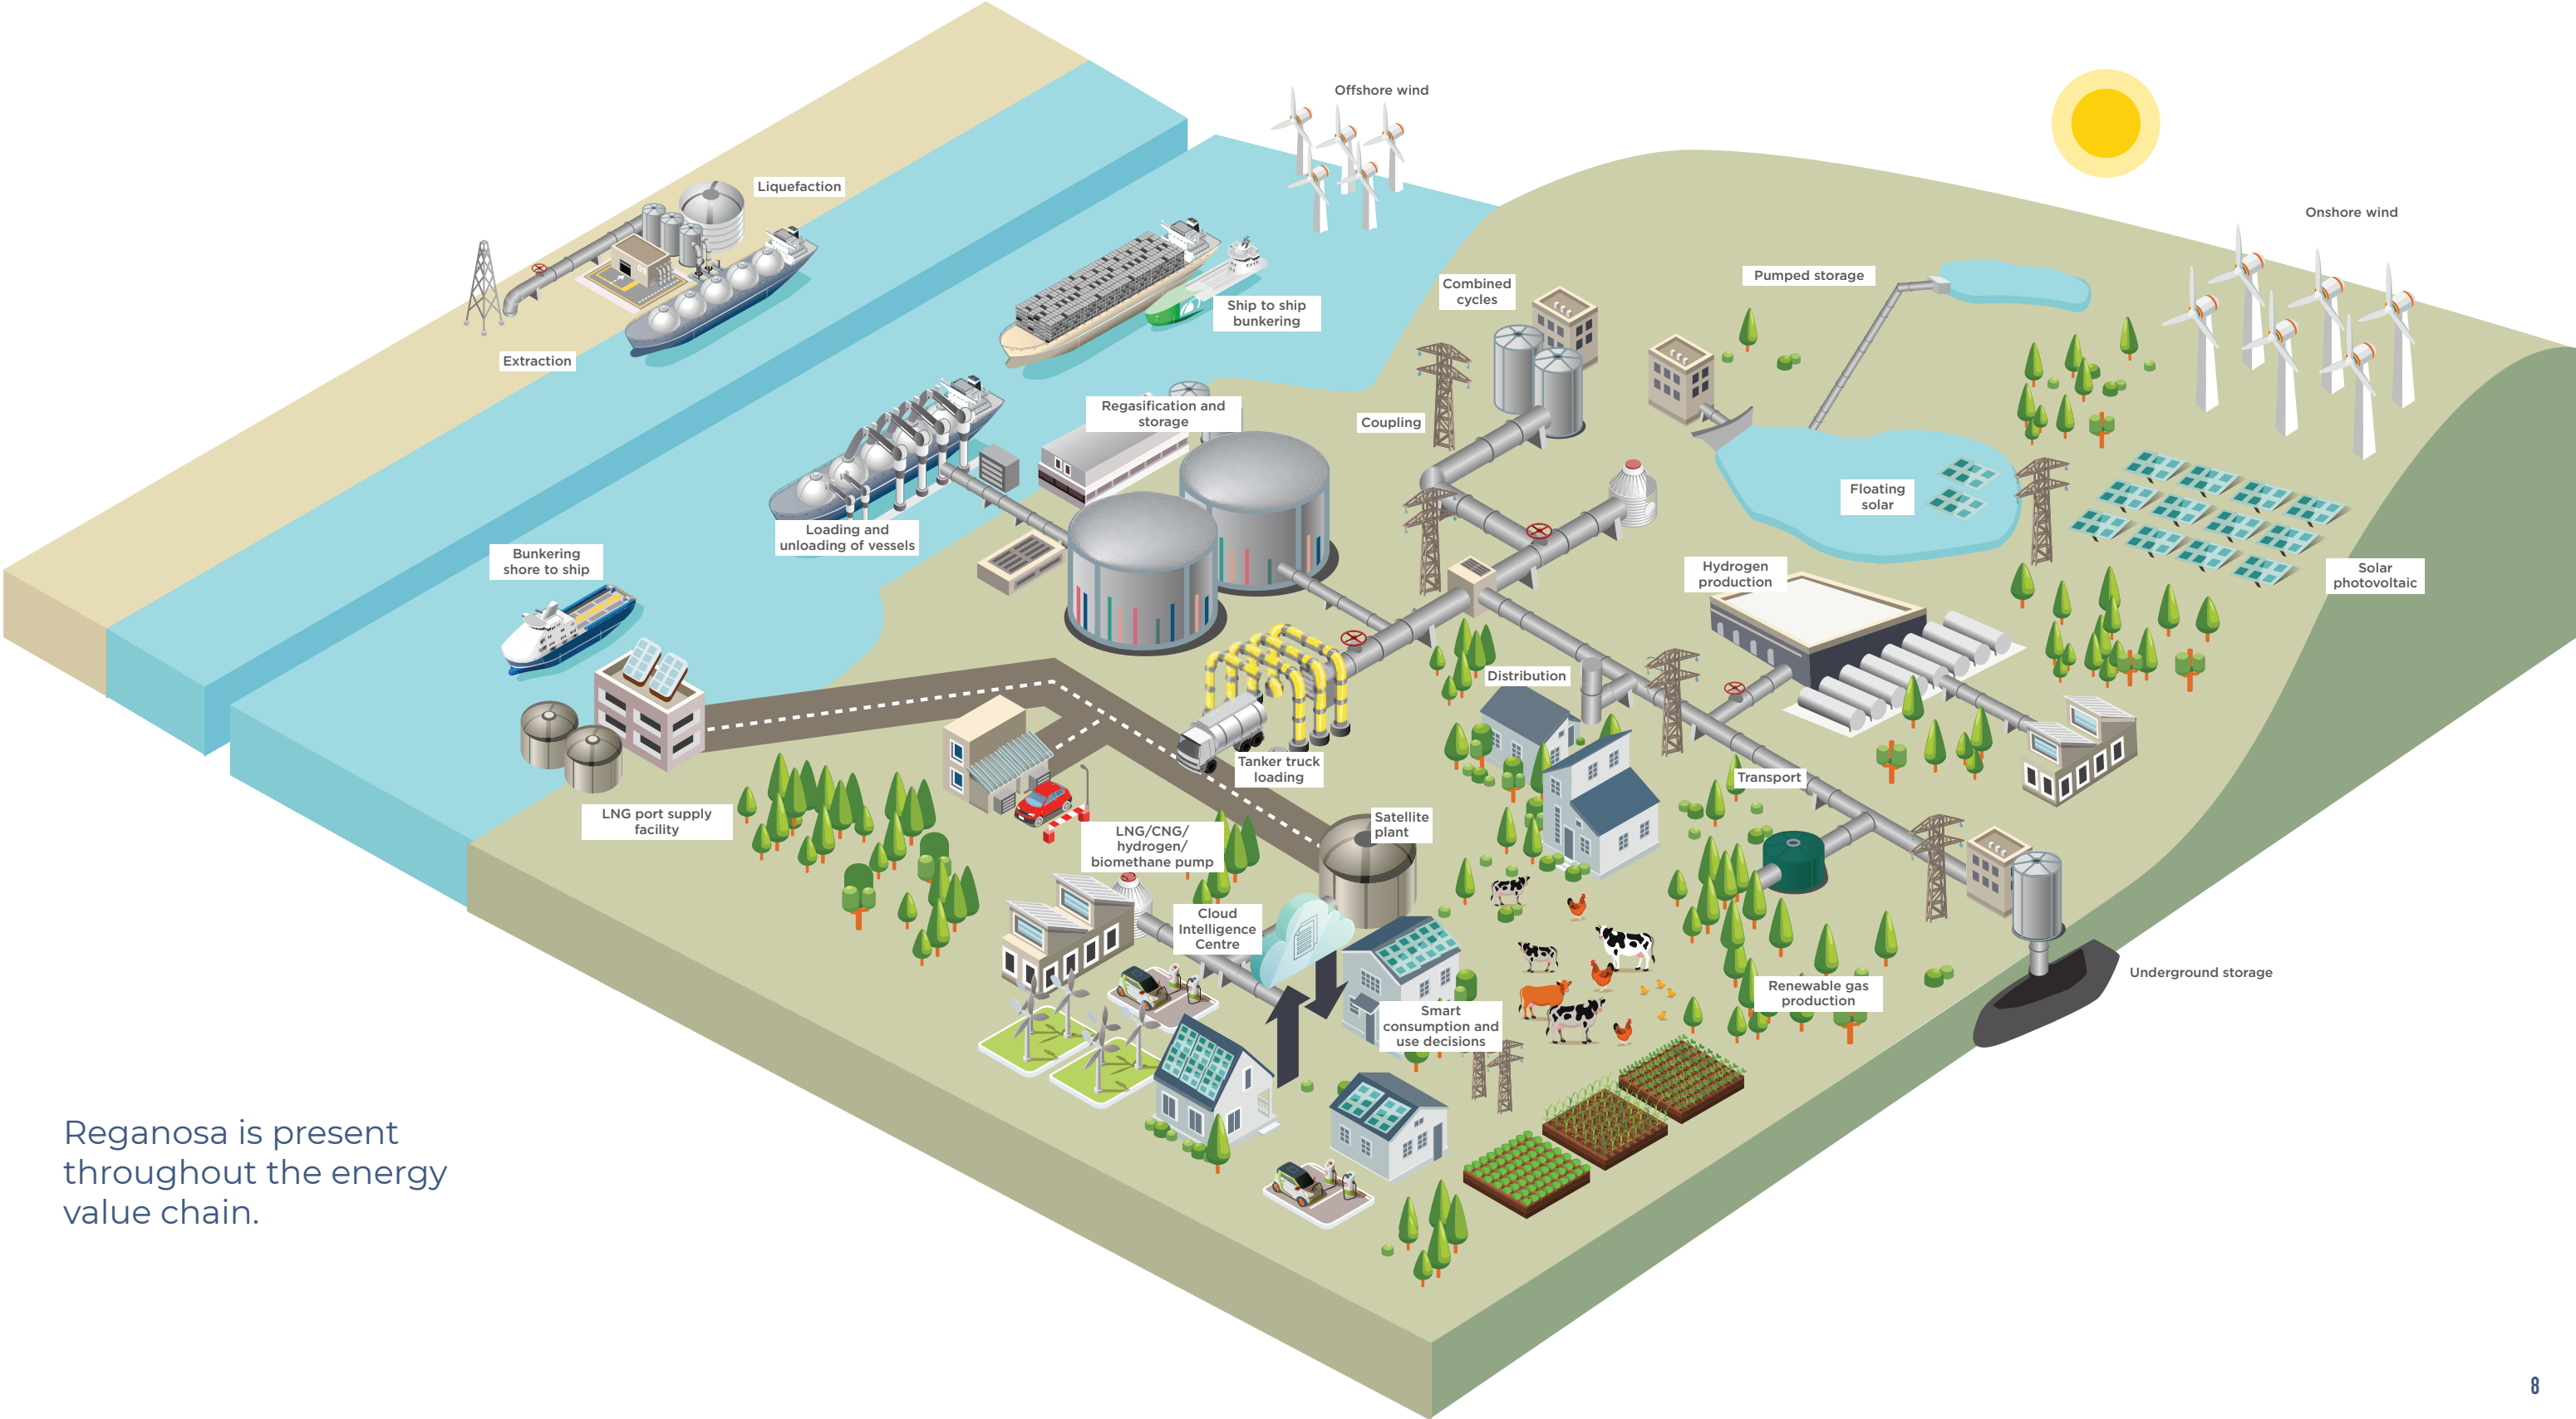 Offshore wind
Liquefaction
Onshore wind
Pumped storage
Combined
cycles
Ship to ship
bunkering
Extraction
Regasification and
storage
Coupling
Floating
solar
Loading and
unloading of vessels
Bunkering
shore to ship
Hydrogen
production
Solar
photovoltaic
Distribution
Tanker truck
loading
Transport
LNG port supply
facility
Satellite
plant
LNG/CNG/
hydrogen/
biomethane pump
Cloud
Intelligence
Centre
Underground storage
Renewable gas
production
Smart
consumption and
use decisions
Reganosa is present
throughout the energy
value chain.
8